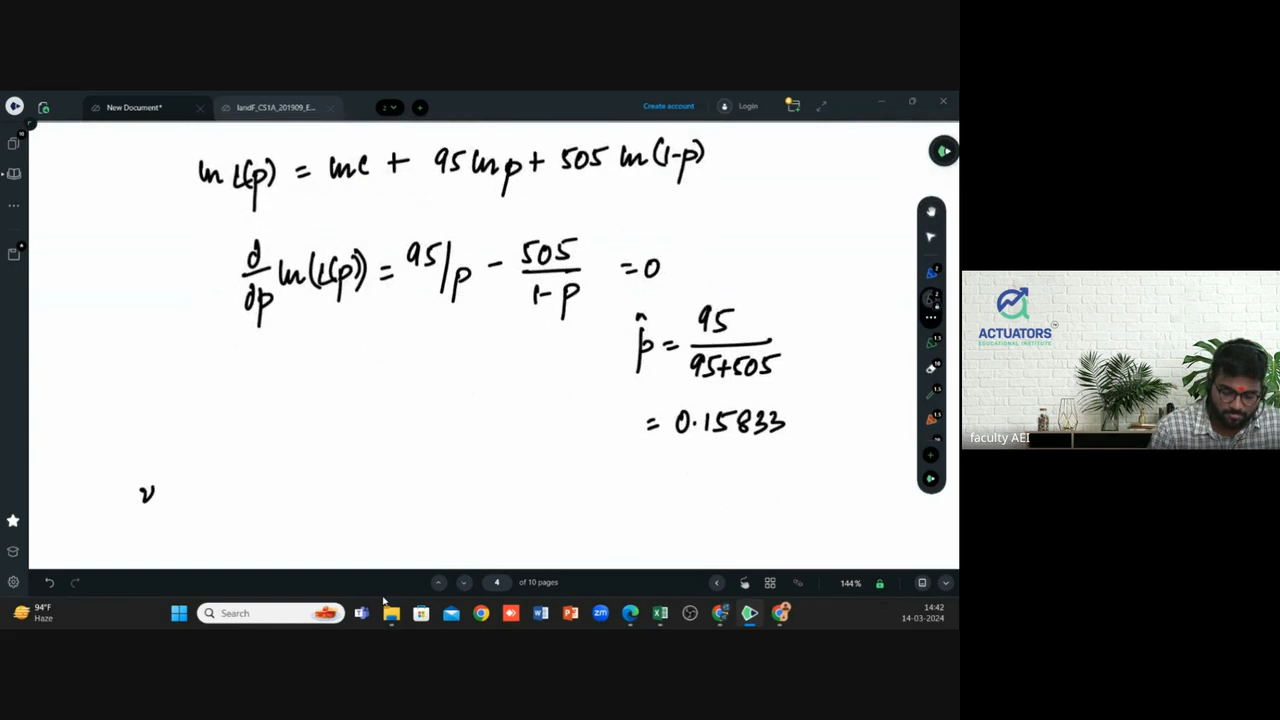 New Document*
IandF_CS1A_201909_E...
2
Create account
Login
ln L(p) = ln C + 95 ln p + 505 ln (1-p)
d/dp ln(L(p)) = 95/p - 505/1-p = 0
p̂ = 95/95+505
= 0.15833
ν
4 of 10 pages
144%
94°F
Haze
Search
14:42
14-03-2024
ACTUATORS
EDUCATIONAL INSTITUTE
faculty AEI